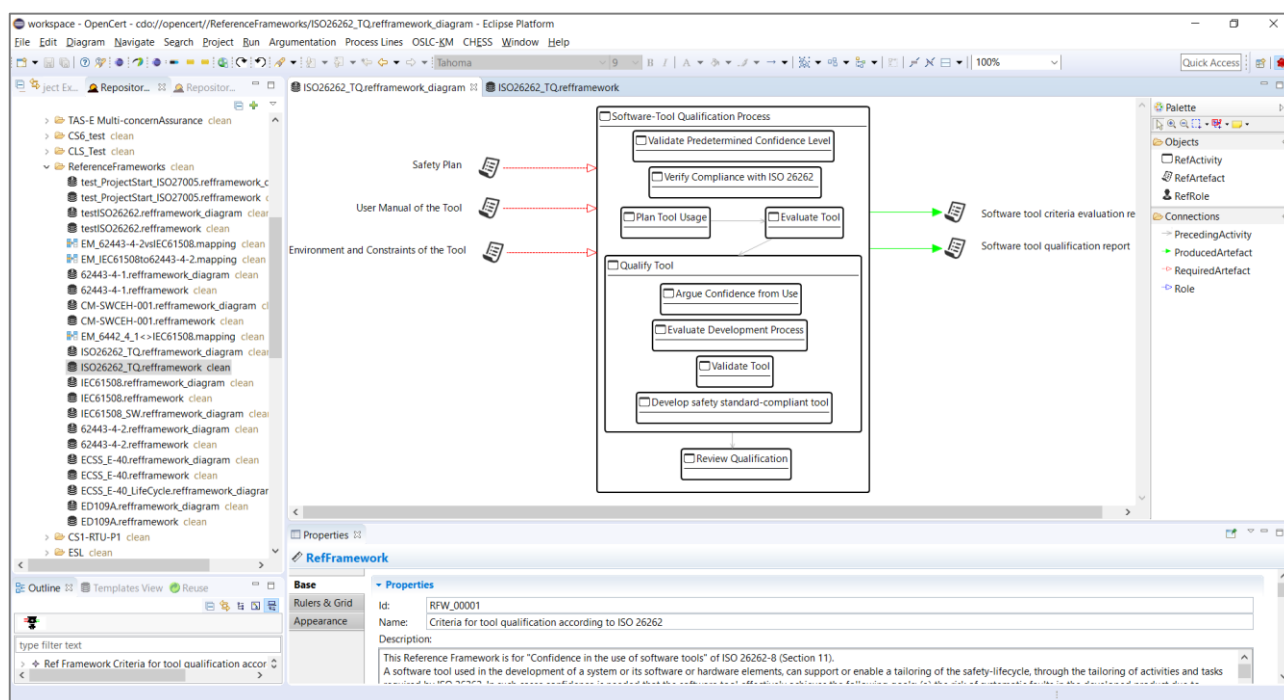 workspace - OpenCert - cdo://opencert//ReferenceFrameworks/ISO26262_TQ.refframework_diagram - Eclipse Platform
File Edit Diagram Navigate Search Project Run Argumentation Process Lines OSLC-KM CHESS Window Help
Tahoma 9 B I A 100% Quick Access
ject Ex... Repositor... Repositor...
TAS-E Multi-concernAssurance clean
CS6_test clean
CLS_Test clean
ReferenceFrameworks clean
test_ProjectStart_ISO27005.refframework_c
test_ProjectStart_ISO27005.refframework c
testISO26262.refframework_diagram clear
testISO26262.refframework clean
EM_62443-4-2vsIEC61508.mapping clean
EM_IEC61508to62443-4-2.mapping clean
62443-4-1.refframework_diagram clean
62443-4-1.refframework clean
CM-SWCEH-001.refframework_diagram cl
CM-SWCEH-001.refframework clean
EM_6442_4_1<>IEC61508.mapping clean
ISO26262_TQ.refframework_diagram clear
ISO26262_TQ.refframework clean
IEC61508.refframework_diagram clean
IEC61508.refframework clean
IEC61508_SW.refframework_diagram clea
62443-4-2.refframework_diagram clean
62443-4-2.refframework clean
ECSS_E-40.refframework_diagram clean
ECSS_E-40.refframework clean
ECSS_E-40_LifeCycle.refframework_diagrar
ED109A.refframework_diagram clean
ED109A.refframework clean
CS1-RTU-P1 clean
ESL clean
Outline Templates View Reuse
type filter text
Ref Framework Criteria for tool qualification accor
ISO26262_TQ.refframework_diagram ISO26262_TQ.refframework
Software-Tool Qualification Process
Validate Predetermined Confidence Level
Verify Compliance with ISO 26262
Safety Plan
User Manual of the Tool
Environment and Constraints of the Tool
Plan Tool Usage
Evaluate Tool
Software tool criteria evaluation re
Software tool qualification report
Qualify Tool
Argue Confidence from Use
Evaluate Development Process
Validate Tool
Develop safety standard-compliant tool
Review Qualification
Palette
Objects
RefActivity
RefArtefact
RefRole
Connections
PrecedingActivity
ProducedArtefact
RequiredArtefact
Role
Properties
RefFramework
Base
Rulers & Grid
Appearance
Properties
Id: RFW_00001
Name: Criteria for tool qualification according to ISO 26262
Description:
This Reference Framework is for "Confidence in the use of software tools" of ISO 26262-8 (Section 11).
A software tool used in the development of a system or its software or hardware elements, can support or enable a tailoring of the safety-lifecycle, through the tailoring of activities and tasks